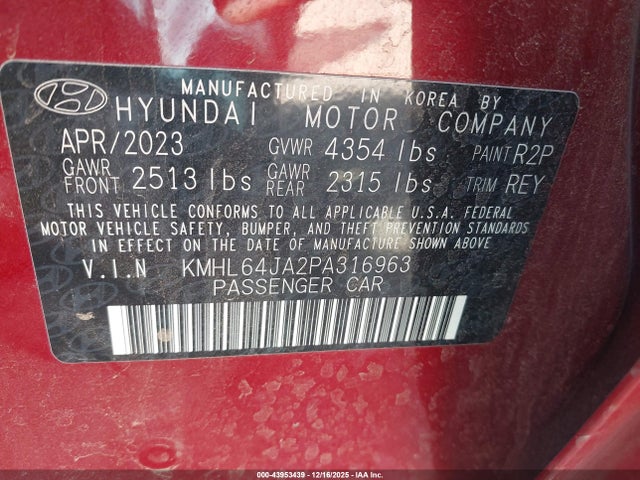 MANUFACTURED IN KOREA BY
HYUNDAI MOTOR COMPANY
APR/2023 GVWR 4354 lbs PAINT R2P
GAWR FRONT 2513 lbs GAWR REAR 2315 lbs TRIM REY
THIS VEHICLE CONFORMS TO ALL APPLICABLE U.S.A. FEDERAL
MOTOR VEHICLE SAFETY, BUMPER, AND THEFT PREVENTION STANDARDS
IN EFFECT ON THE DATE OF MANUFACTURE SHOWN ABOVE.
V.I.N KMHL64JA2PA316963
PASSENGER CAR
Copart 43953439 | 12/16/2025 - IAA Inc.